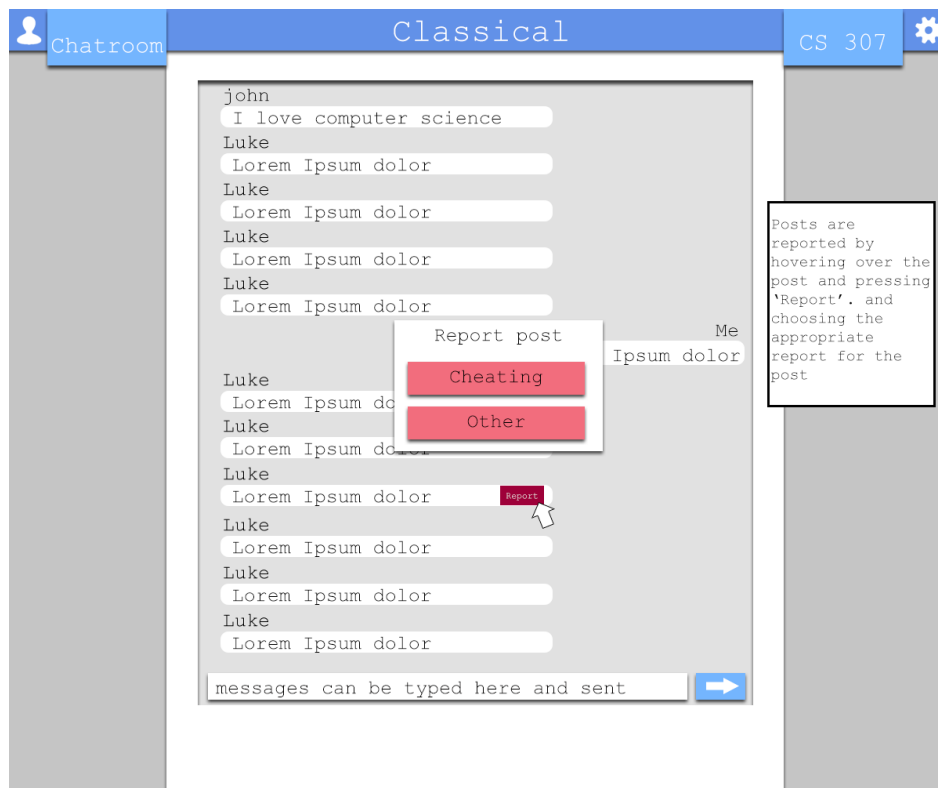 Chatroom
Classical
CS 307
john
I love computer science
Luke
Lorem Ipsum dolor
Luke
Lorem Ipsum dolor
Luke
Lorem Ipsum dolor
Luke
Lorem Ipsum dolor
Me
Ipsum dolor
Report post
Cheating
Other
Luke
Lorem Ipsum do
Luke
Lorem Ipsum dolor
Luke
Lorem Ipsum dolor
Report
Luke
Lorem Ipsum dolor
Luke
Lorem Ipsum dolor
Luke
Lorem Ipsum dolor
messages can be typed here and sent
Posts are
reported by
hovering over the
post and pressing
‘Report’. and
choosing the
appropriate
report for the
post